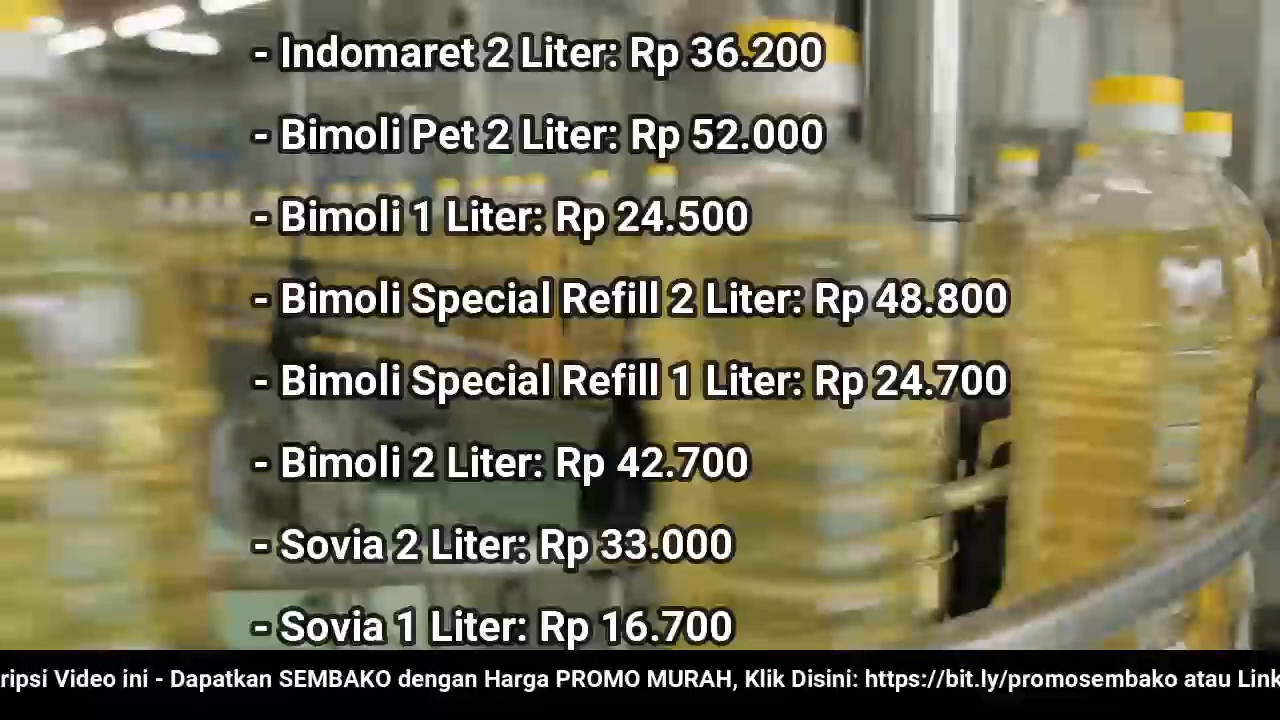 - Indomaret 2 Liter: Rp 36.200
- Bimoli Pet 2 Liter: Rp 52.000
- Bimoli 1 Liter: Rp 24.500
- Bimoli Special Refill 2 Liter: Rp 48.800
- Bimoli Special Refill 1 Liter: Rp 24.700
- Bimoli 2 Liter: Rp 42.700
- Sovia 2 Liter: Rp 33.000
- Sovia 1 Liter: Rp 16.700
ripsi Video ini - Dapatkan SEMBAKO dengan Harga PROMO MURAH, Klik Disini: https://bit.ly/promosembako atau Link